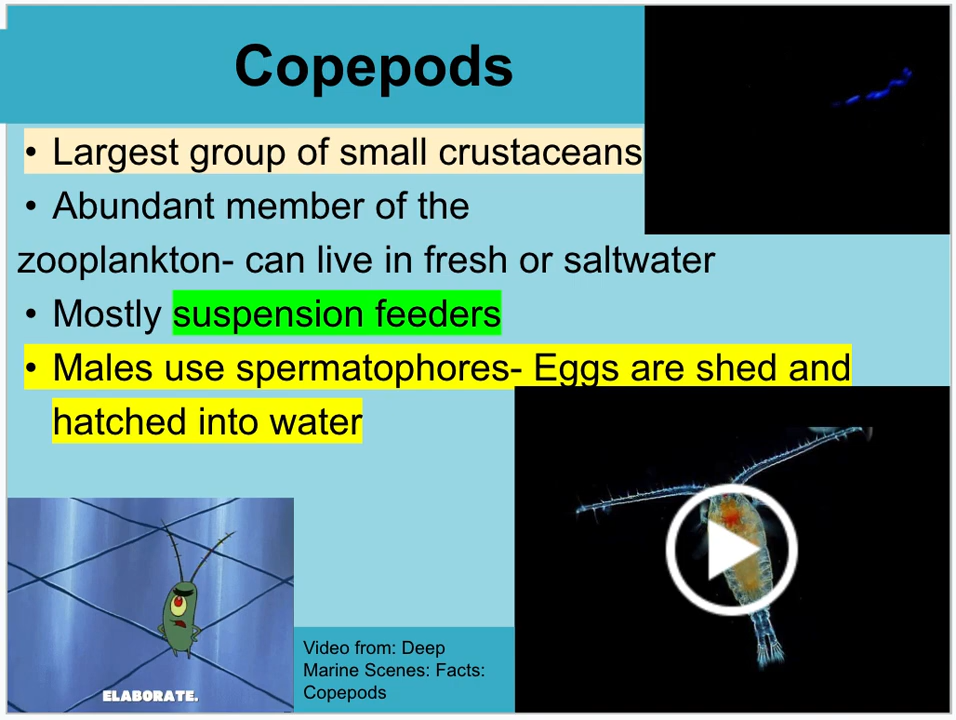 Copepods
• Largest group of small crustaceans
• Abundant member of the
zooplankton- can live in fresh or saltwater
• Mostly suspension feeders
• Males use spermatophores- Eggs are shed and
hatched into water
ELABORATE.
Video from: Deep
Marine Scenes: Facts:
Copepods